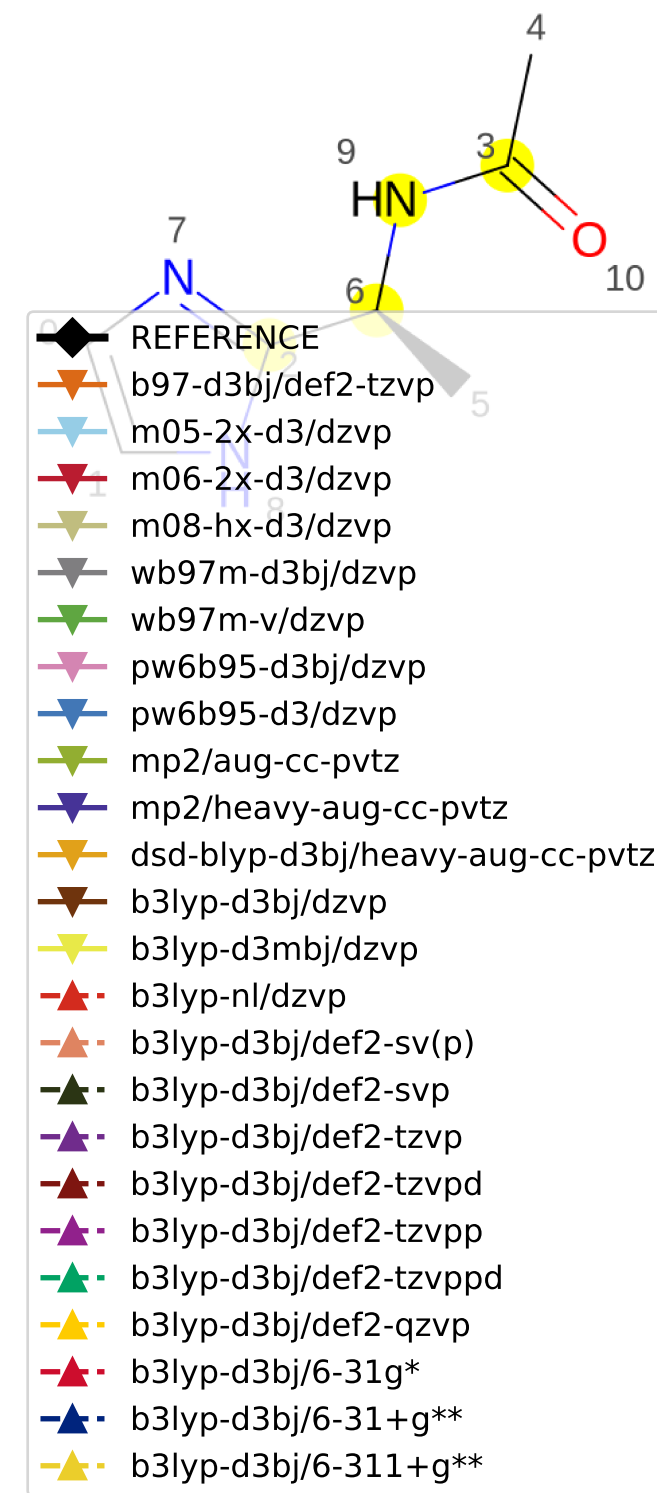 4
3
9
HN
O
10
7
N
6
0
2
5
N
H
1
8
REFERENCE
b97-d3bj/def2-tzvp
m05-2x-d3/dzvp
m06-2x-d3/dzvp
m08-hx-d3/dzvp
wb97m-d3bj/dzvp
wb97m-v/dzvp
pw6b95-d3bj/dzvp
pw6b95-d3/dzvp
mp2/aug-cc-pvtz
mp2/heavy-aug-cc-pvtz
dsd-blyp-d3bj/heavy-aug-cc-pvtz
b3lyp-d3bj/dzvp
b3lyp-d3mbj/dzvp
b3lyp-nl/dzvp
b3lyp-d3bj/def2-sv(p)
b3lyp-d3bj/def2-svp
b3lyp-d3bj/def2-tzvp
b3lyp-d3bj/def2-tzvpd
b3lyp-d3bj/def2-tzvpp
b3lyp-d3bj/def2-tzvppd
b3lyp-d3bj/def2-qzvp
b3lyp-d3bj/6-31g*
b3lyp-d3bj/6-31+g**
b3lyp-d3bj/6-311+g**